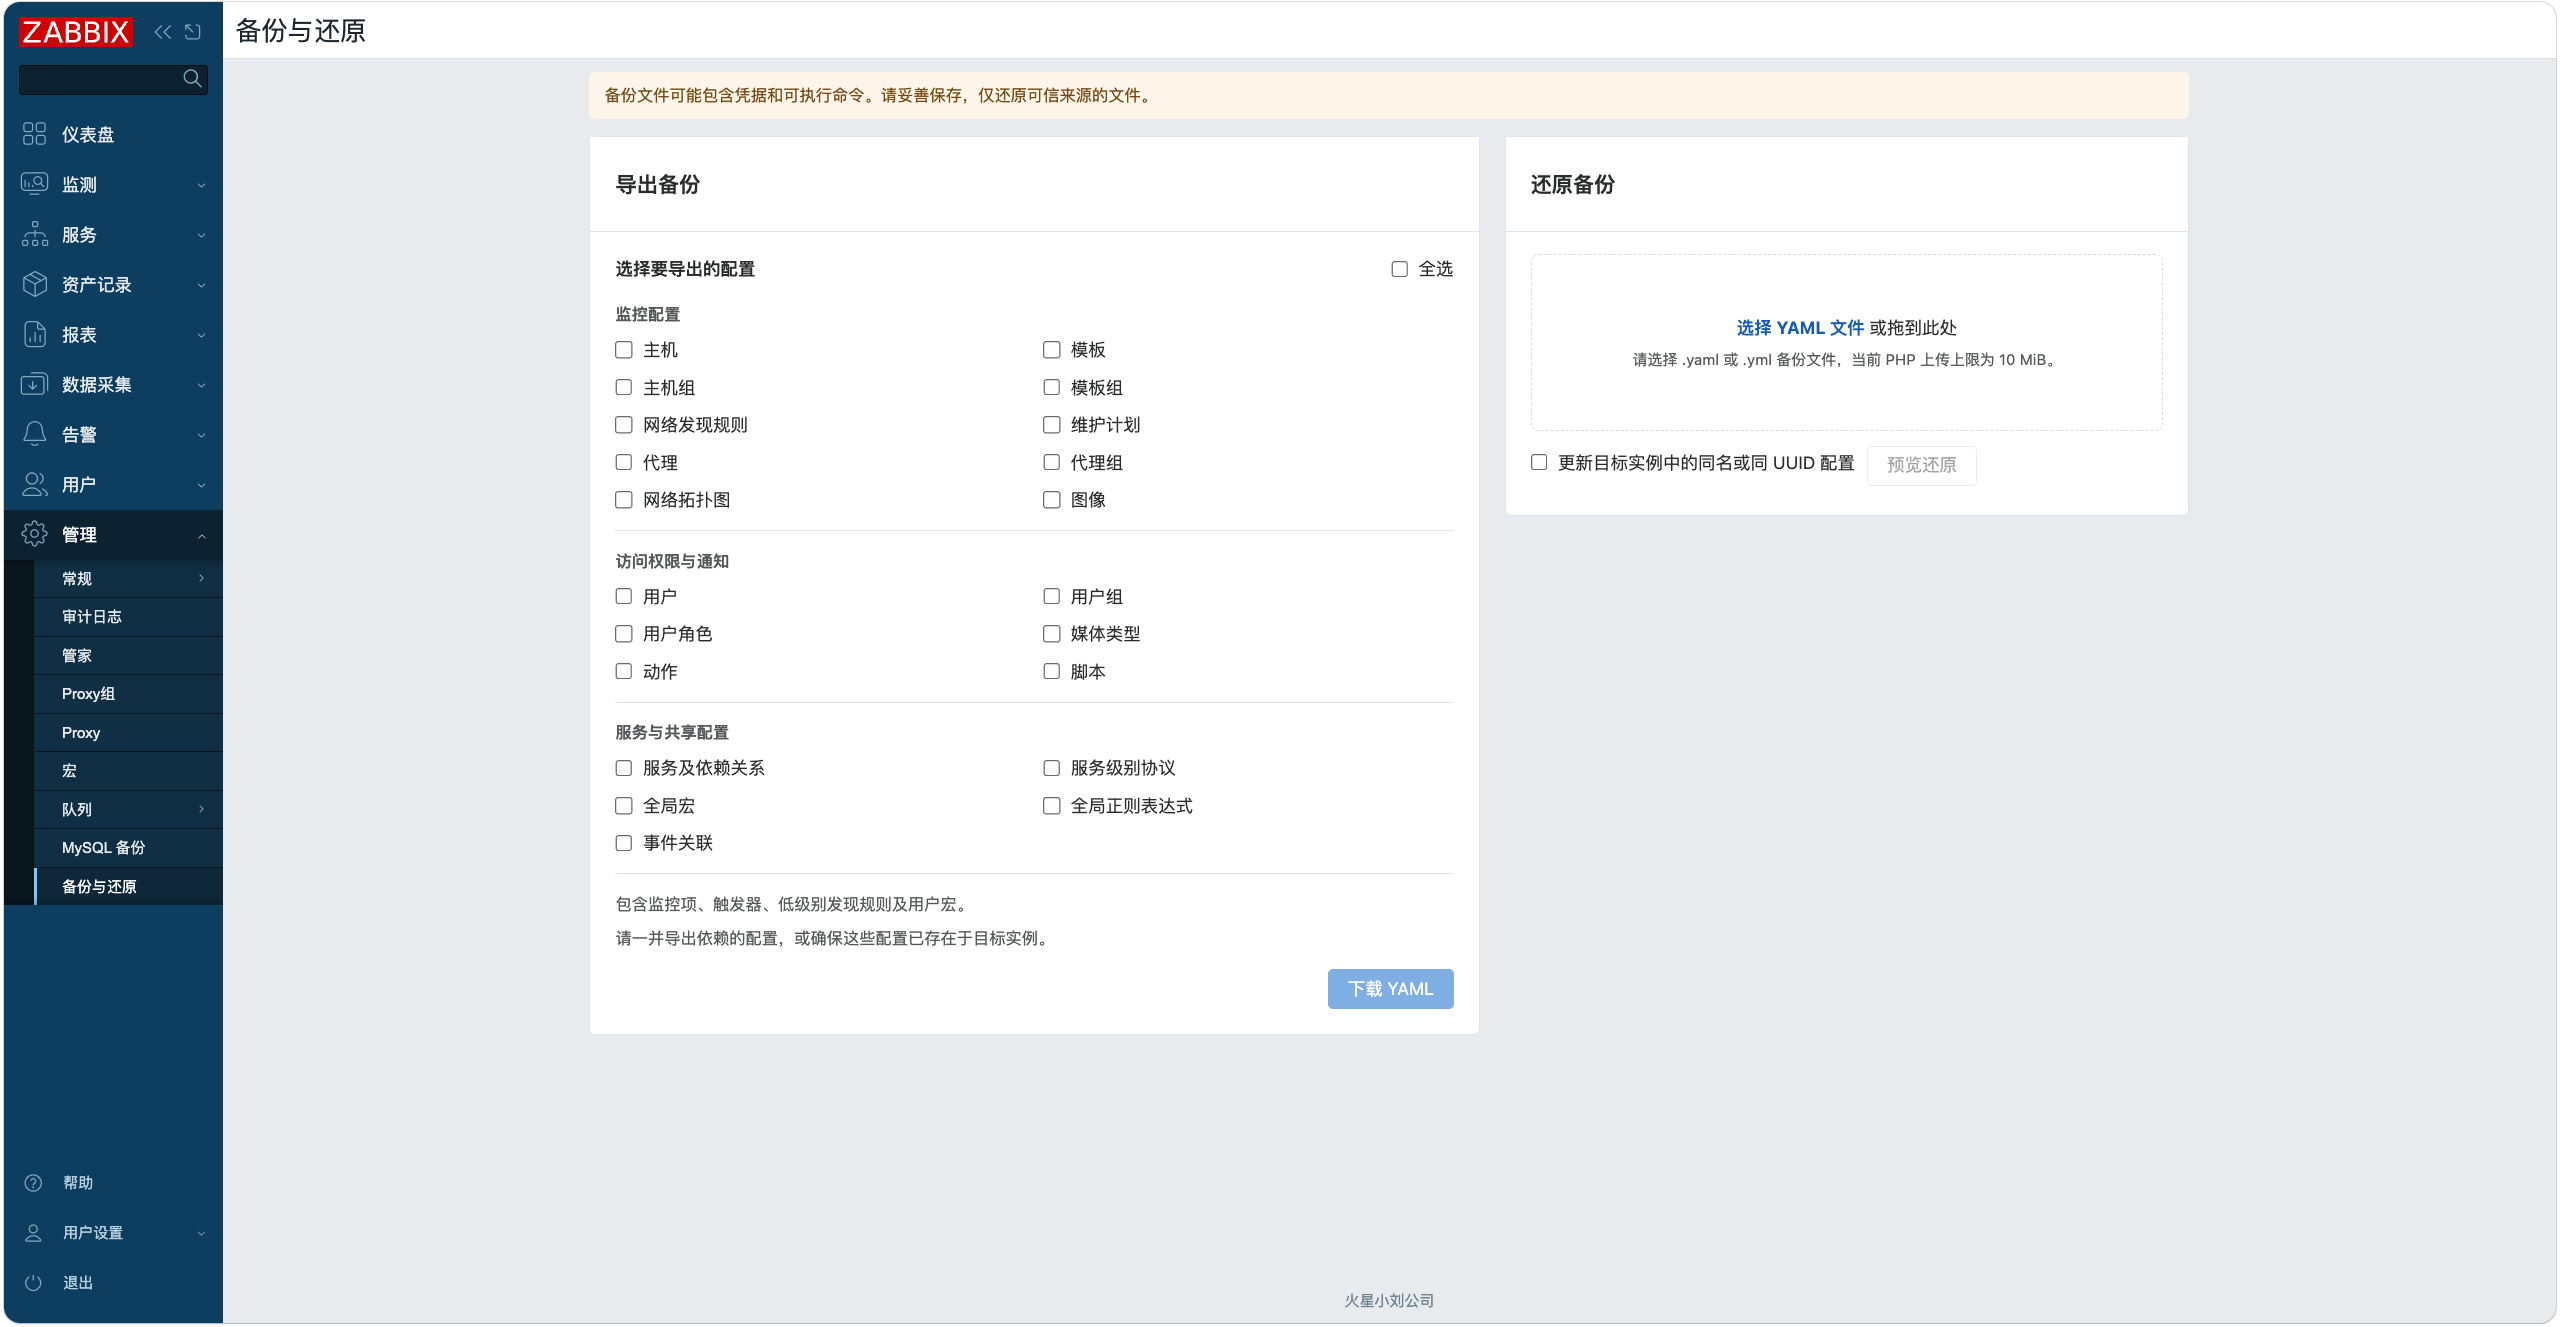 ZABBIX
仪表盘
监测
服务
资产记录
报表
数据采集
告警
用户
管理
常规
审计日志
管家
Proxy组
Proxy
宏
队列
MySQL 备份
备份与还原
帮助
用户设置
退出
备份与还原
备份文件可能包含凭据和可执行命令。请妥善保存，仅还原可信来源的文件。
导出备份
选择要导出的配置
全选
监控配置
主机
模板
主机组
模板组
网络发现规则
维护计划
代理
代理组
网络拓扑图
图像
访问权限与通知
用户
用户组
用户角色
媒体类型
动作
脚本
服务与共享配置
服务及依赖关系
服务级别协议
全局宏
全局正则表达式
事件关联
包含监控项、触发器、低级别发现规则及用户宏。
请一并导出依赖的配置，或确保这些配置已存在于目标实例。
下载 YAML
还原备份
选择 YAML 文件 或拖到此处
请选择 .yaml 或 .yml 备份文件，当前 PHP 上传上限为 10 MiB。
更新目标实例中的同名或同 UUID 配置
预览还原
火星小刘公司